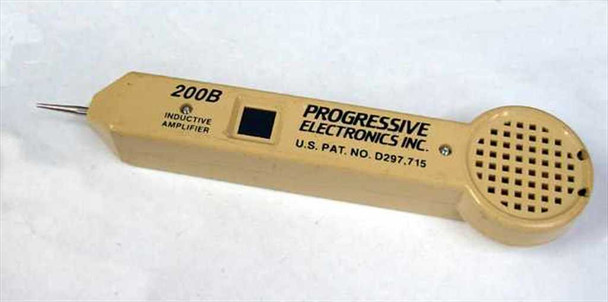 200B
INDUCTIVE
AMPLIFIER
PROGRESSIVE
ELECTRONICS INC.
U.S. PAT. NO. D297,715